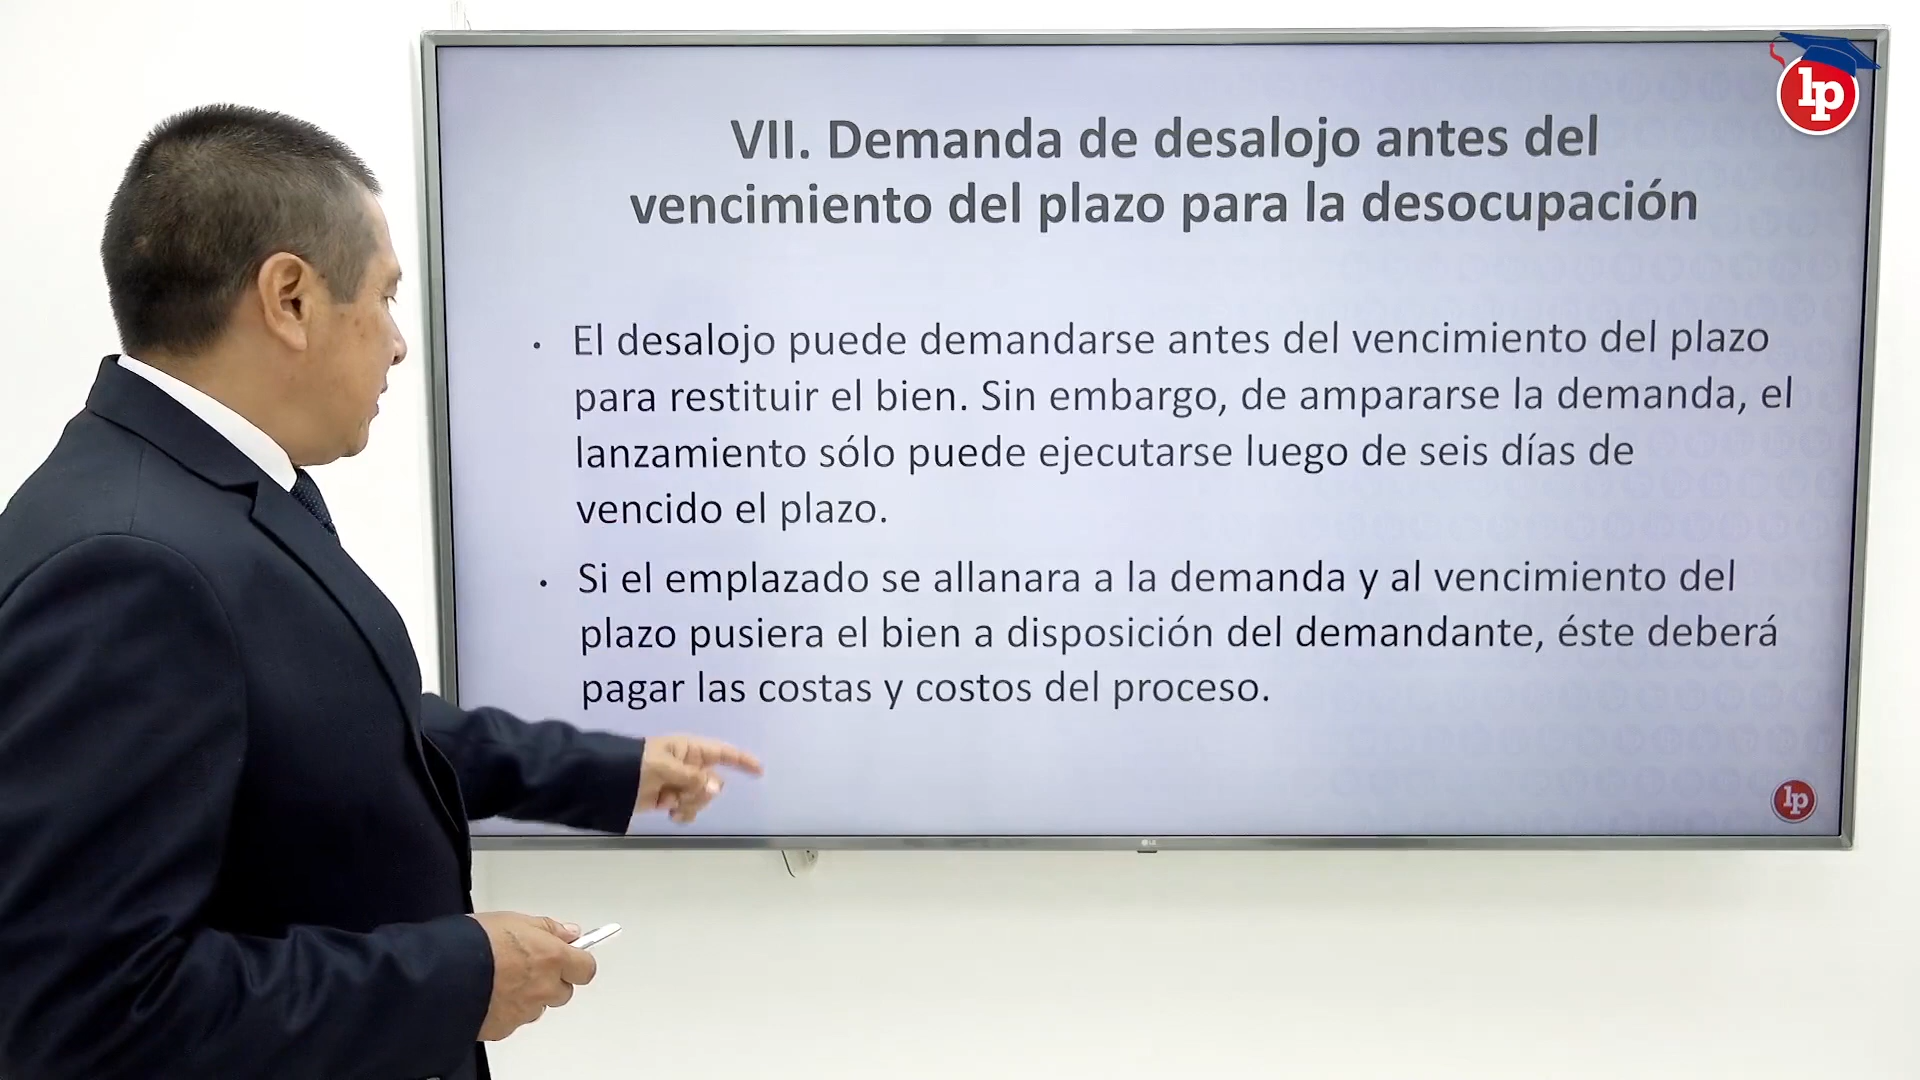 lp
VII. Demanda de desalojo antes del
vencimiento del plazo para la desocupación
• El desalojo puede demandarse antes del vencimiento del plazo
para restituir el bien. Sin embargo, de ampararse la demanda, el
lanzamiento sólo puede ejecutarse luego de seis días de
vencido el plazo.
• Si el emplazado se allanara a la demanda y al vencimiento del
plazo pusiera el bien a disposición del demandante, éste deberá
pagar las costas y costos del proceso.
lp
LG